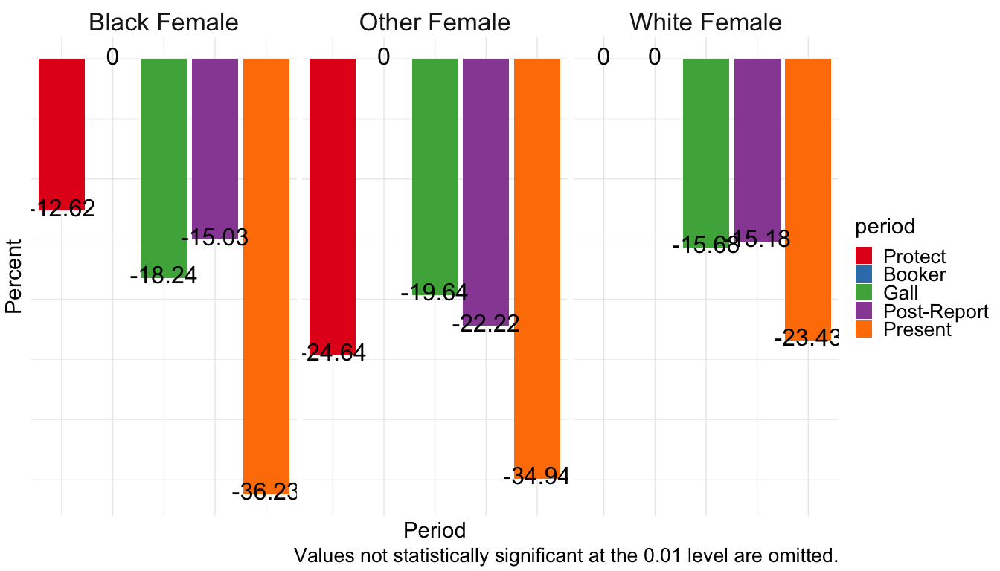 Black Female
Other Female
White Female
0
0
0
0
-12.62
-18.24
-15.03
-36.23
-24.64
-19.64
-22.22
-34.94
-15.68
-15.18
-23.43
Percent
Period
Values not statistically significant at the 0.01 level are omitted.
period
Protect
Booker
Gall
Post-Report
Present